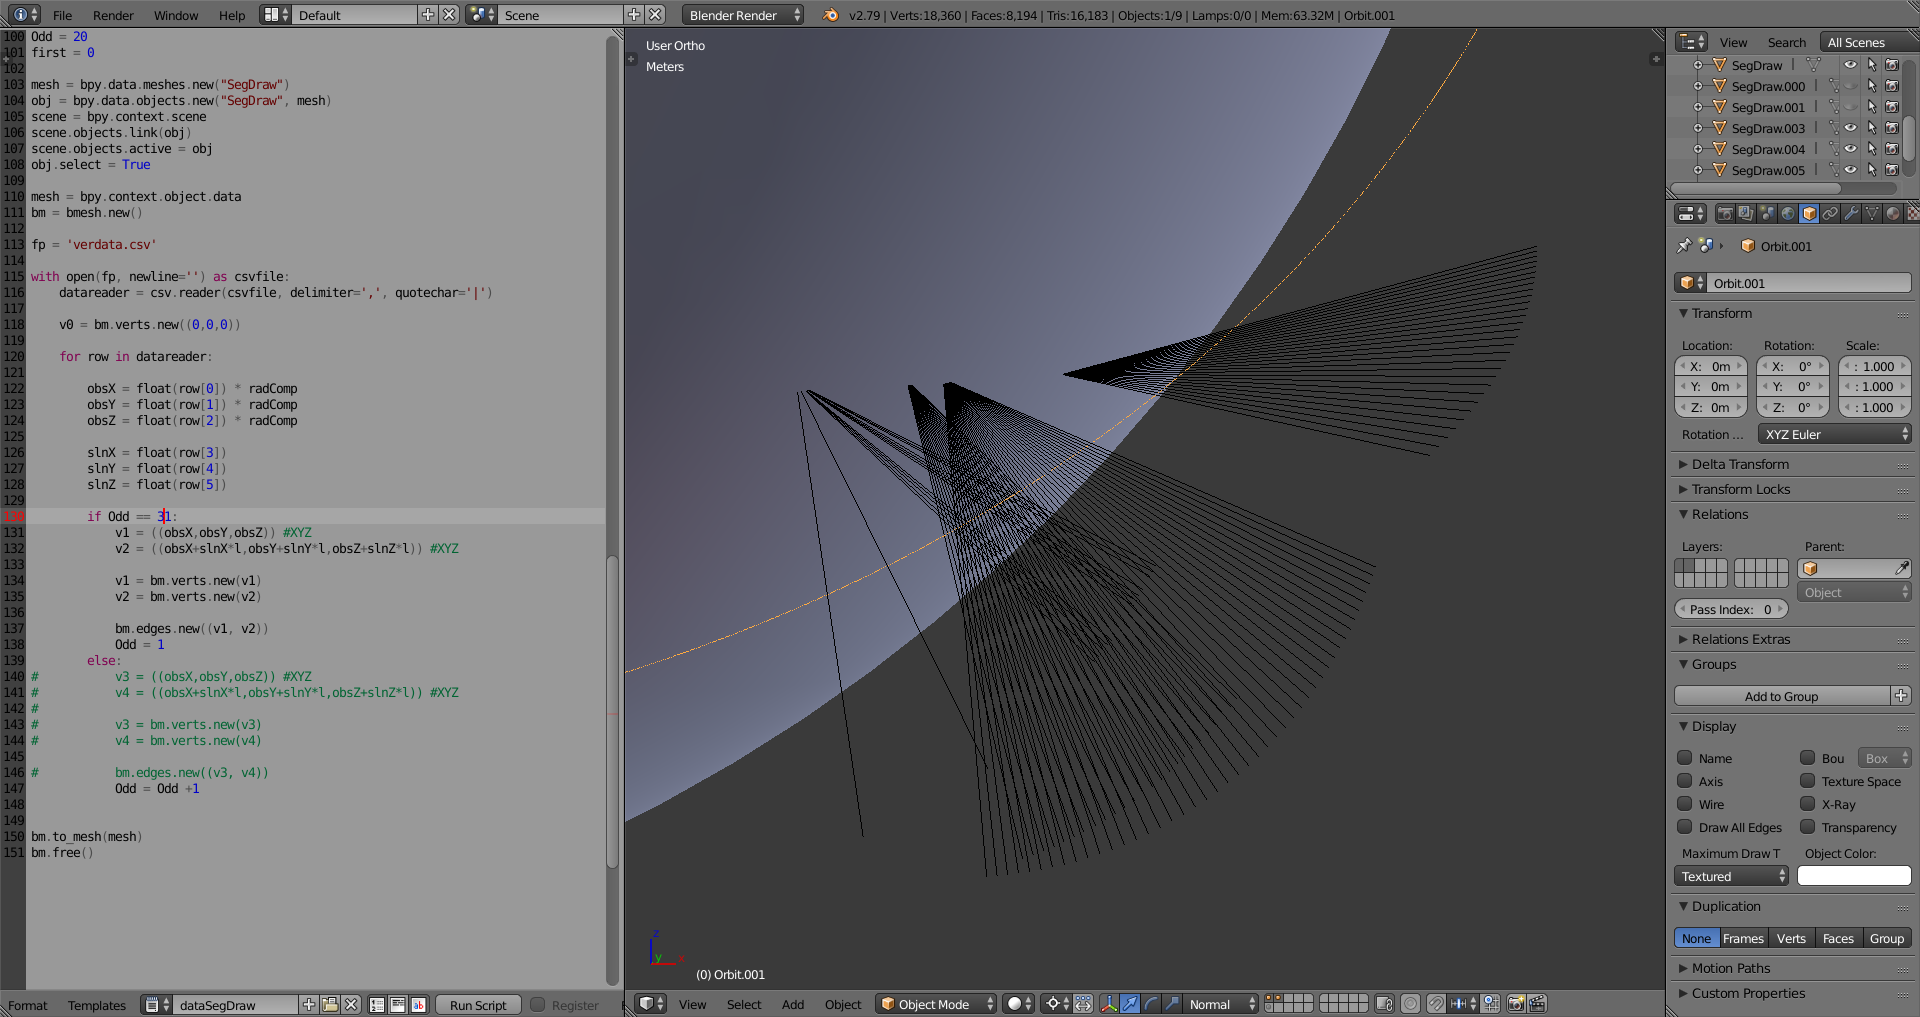 File Render Window Help Default Scene Blender Render v2.79 | Verts:18,360 | Faces:8,194 | Tris:16,183 | Objects:1/9 | Lamps:0/0 | Mem:63.32M | Orbit.001
100 Odd = 20
101 first = 0
102
103 mesh = bpy.data.meshes.new("SegDraw")
104 obj = bpy.data.objects.new("SegDraw", mesh)
105 scene = bpy.context.scene
106 scene.objects.link(obj)
107 scene.objects.active = obj
108 obj.select = True
109
110 mesh = bpy.context.object.data
111 bm = bmesh.new()
112
113 fp = 'verdata.csv'
114
115 with open(fp, newline='') as csvfile:
116     datareader = csv.reader(csvfile, delimiter=',', quotechar='|')
117
118     v0 = bm.verts.new((0,0,0))
119
120     for row in datareader:
121
122         obsX = float(row[0]) * radComp
123         obsY = float(row[1]) * radComp
124         obsZ = float(row[2]) * radComp
125
126         slnX = float(row[3])
127         slnY = float(row[4])
128         slnZ = float(row[5])
129
130         if Odd == 31:
131             v1 = ((obsX,obsY,obsZ)) #XYZ
132             v2 = ((obsX+slnX*l,obsY+slnY*l,obsZ+slnZ*l)) #XYZ
133
134             v1 = bm.verts.new(v1)
135             v2 = bm.verts.new(v2)
136
137             bm.edges.new((v1, v2))
138             Odd = 1
139         else:
140 #           v3 = ((obsX,obsY,obsZ)) #XYZ
141 #           v4 = ((obsX+slnX*l,obsY+slnY*l,obsZ+slnZ*l)) #XYZ
142 #
143 #           v3 = bm.verts.new(v3)
144 #           v4 = bm.verts.new(v4)
145
146 #           bm.edges.new((v3, v4))
147             Odd = Odd +1
148
149
150 bm.to_mesh(mesh)
151 bm.free()
Format Templates dataSegDraw Run Script Register
User Ortho
Meters
z
y
(0) Orbit.001
View Select Add Object Object Mode Normal
View Search All Scenes
SegDraw
SegDraw.000
SegDraw.001
SegDraw.003
SegDraw.004
SegDraw.005
Orbit.001
Orbit.001
Transform
Location: Rotation: Scale:
X: 0m X: 0° : 1.000
Y: 0m Y: 0° : 1.000
Z: 0m Z: 0° : 1.000
Rotation ... XYZ Euler
Delta Transform
Transform Locks
Relations
Layers: Parent:
Object
Pass Index: 0
Relations Extras
Groups
Add to Group
Display
Name Bou Box
Axis Texture Space
Wire X-Ray
Draw All Edges Transparency
Maximum Draw T Object Color:
Textured
Duplication
None Frames Verts Faces Group
Motion Paths
Custom Properties